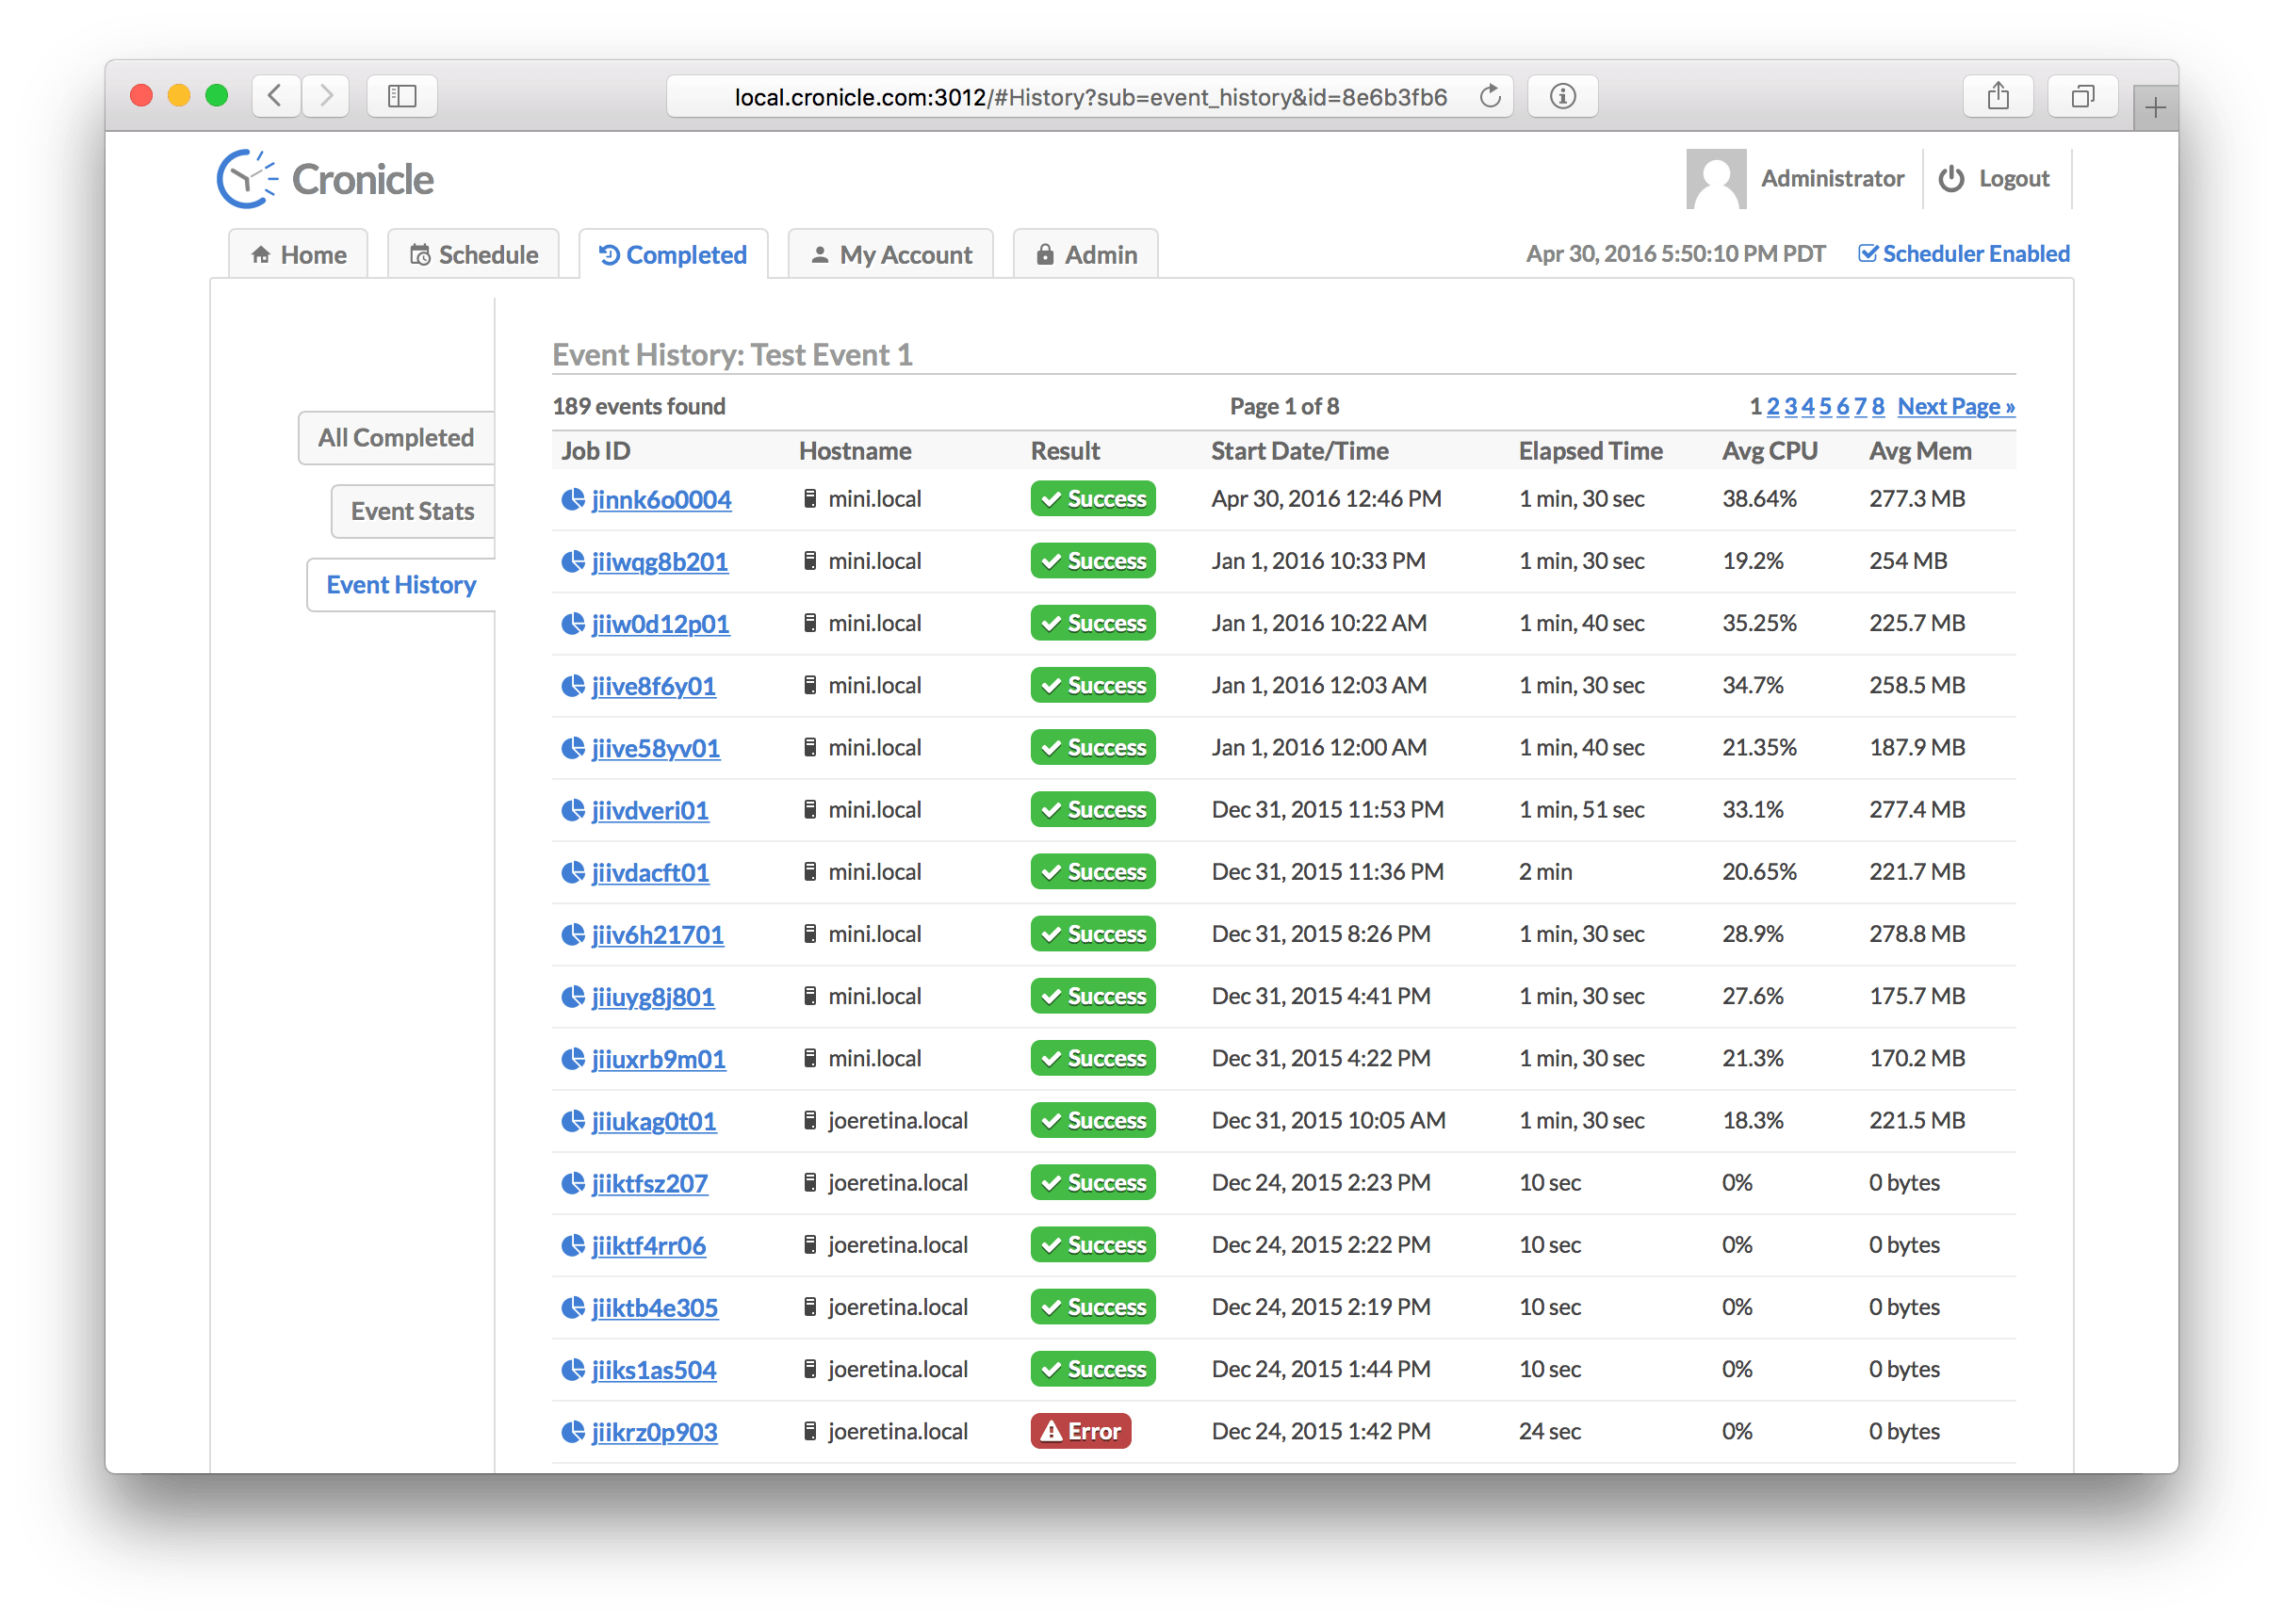 local.cronicle.com:3012/#History?sub=event_history&id=8e6b3fb6
Cronicle
Administrator Logout
Home Schedule Completed My Account Admin Apr 30, 2016 5:50:10 PM PDT Scheduler Enabled
All Completed
Event Stats
Event History
Event History: Test Event 1
189 events found Page 1 of 8 1 2 3 4 5 6 7 8 Next Page »
Job ID Hostname Result Start Date/Time Elapsed Time Avg CPU Avg Mem
jinnk6o0004 mini.local Success Apr 30, 2016 12:46 PM 1 min, 30 sec 38.64% 277.3 MB
jiiwqg8b201 mini.local Success Jan 1, 2016 10:33 PM 1 min, 30 sec 19.2% 254 MB
jiiw0d12p01 mini.local Success Jan 1, 2016 10:22 AM 1 min, 40 sec 35.25% 225.7 MB
jiive8f6y01 mini.local Success Jan 1, 2016 12:03 AM 1 min, 30 sec 34.7% 258.5 MB
jiive58yv01 mini.local Success Jan 1, 2016 12:00 AM 1 min, 40 sec 21.35% 187.9 MB
jiivdveri01 mini.local Success Dec 31, 2015 11:53 PM 1 min, 51 sec 33.1% 277.4 MB
jiivdacft01 mini.local Success Dec 31, 2015 11:36 PM 2 min 20.65% 221.7 MB
jiiv6h21701 mini.local Success Dec 31, 2015 8:26 PM 1 min, 30 sec 28.9% 278.8 MB
jiiuyg8j801 mini.local Success Dec 31, 2015 4:41 PM 1 min, 30 sec 27.6% 175.7 MB
jiiuxrb9m01 mini.local Success Dec 31, 2015 4:22 PM 1 min, 30 sec 21.3% 170.2 MB
jiiukag0t01 joeretina.local Success Dec 31, 2015 10:05 AM 1 min, 30 sec 18.3% 221.5 MB
jiiktfsz207 joeretina.local Success Dec 24, 2015 2:23 PM 10 sec 0% 0 bytes
jiiktf4rr06 joeretina.local Success Dec 24, 2015 2:22 PM 10 sec 0% 0 bytes
jiiktb4e305 joeretina.local Success Dec 24, 2015 2:19 PM 10 sec 0% 0 bytes
jiiks1as504 joeretina.local Success Dec 24, 2015 1:44 PM 10 sec 0% 0 bytes
jiikrz0p903 joeretina.local Error Dec 24, 2015 1:42 PM 24 sec 0% 0 bytes